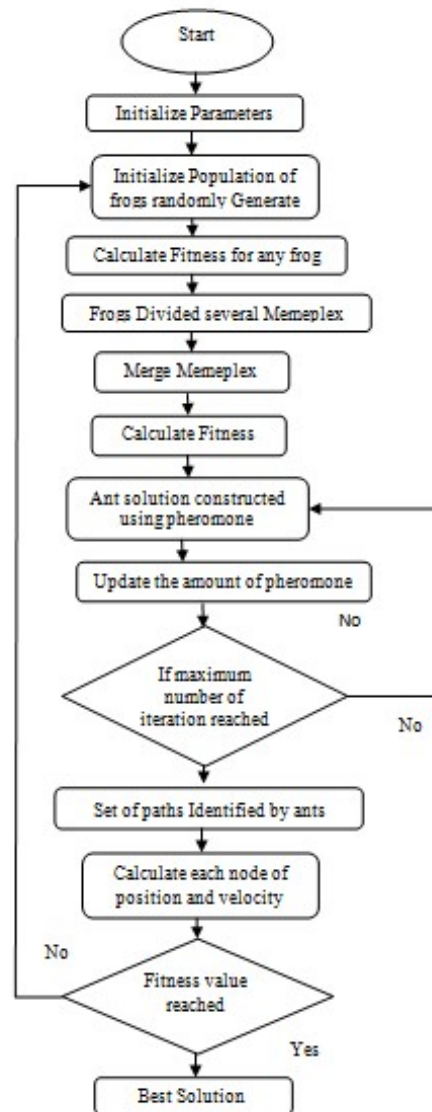 Start
Initialize Parameters
Initialize Population of
frogs randomly Generate
Calculate Fitness for any frog
Frogs Divided several Memeplex
Merge Memeplex
Calculate Fitness
Ant solution constructed
using pheromone
Update the amount of pheromone
No
If maximum
number of
iteration reached
No
Set of paths Identified by ants
Calculate each node of
position and velocity
No
Fitness value
reached
Yes
Best Solution